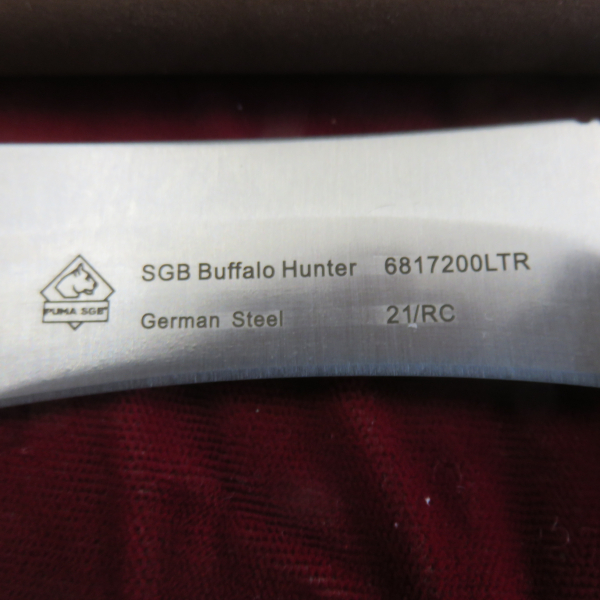 SGB Buffalo Hunter 6817200LTR
PUMA SGB
German Steel 21/RC